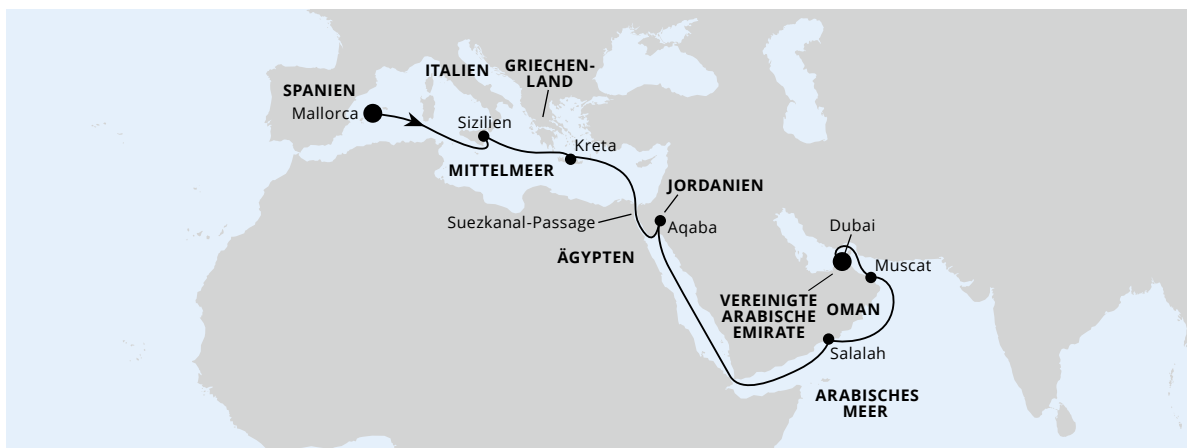 SPANIEN
Mallorca
ITALIEN
Sizilien
GRIECHEN-
LAND
Kreta
MITTELMEER
Suezkanal-Passage
JORDANIEN
Aqaba
ÄGYPTEN
Dubai
Muscat
VEREINIGTE
ARABISCHE
EMIRATE
OMAN
Salalah
ARABISCHES
MEER